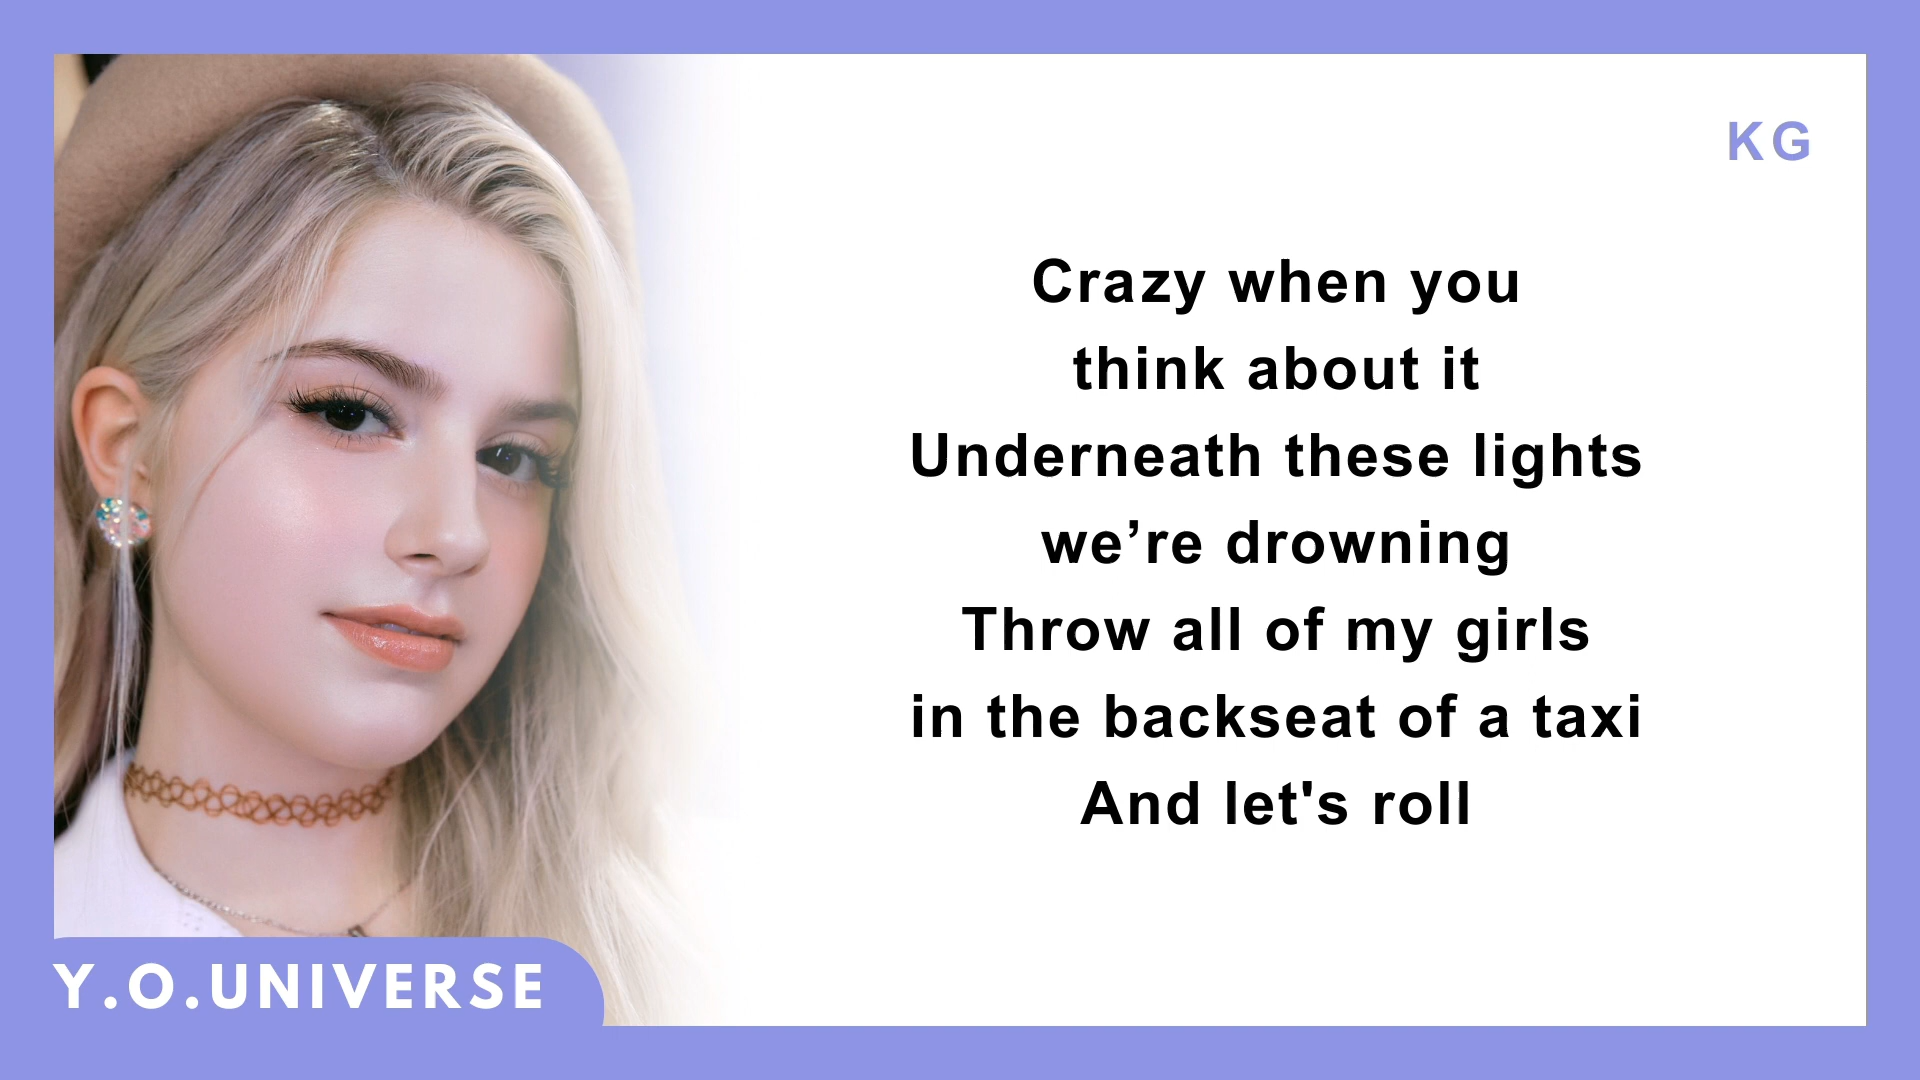 KG
Crazy when you
think about it
Underneath these lights
we’re drowning
Throw all of my girls
in the backseat of a taxi
And let's roll
Y.O.UNIVERSE